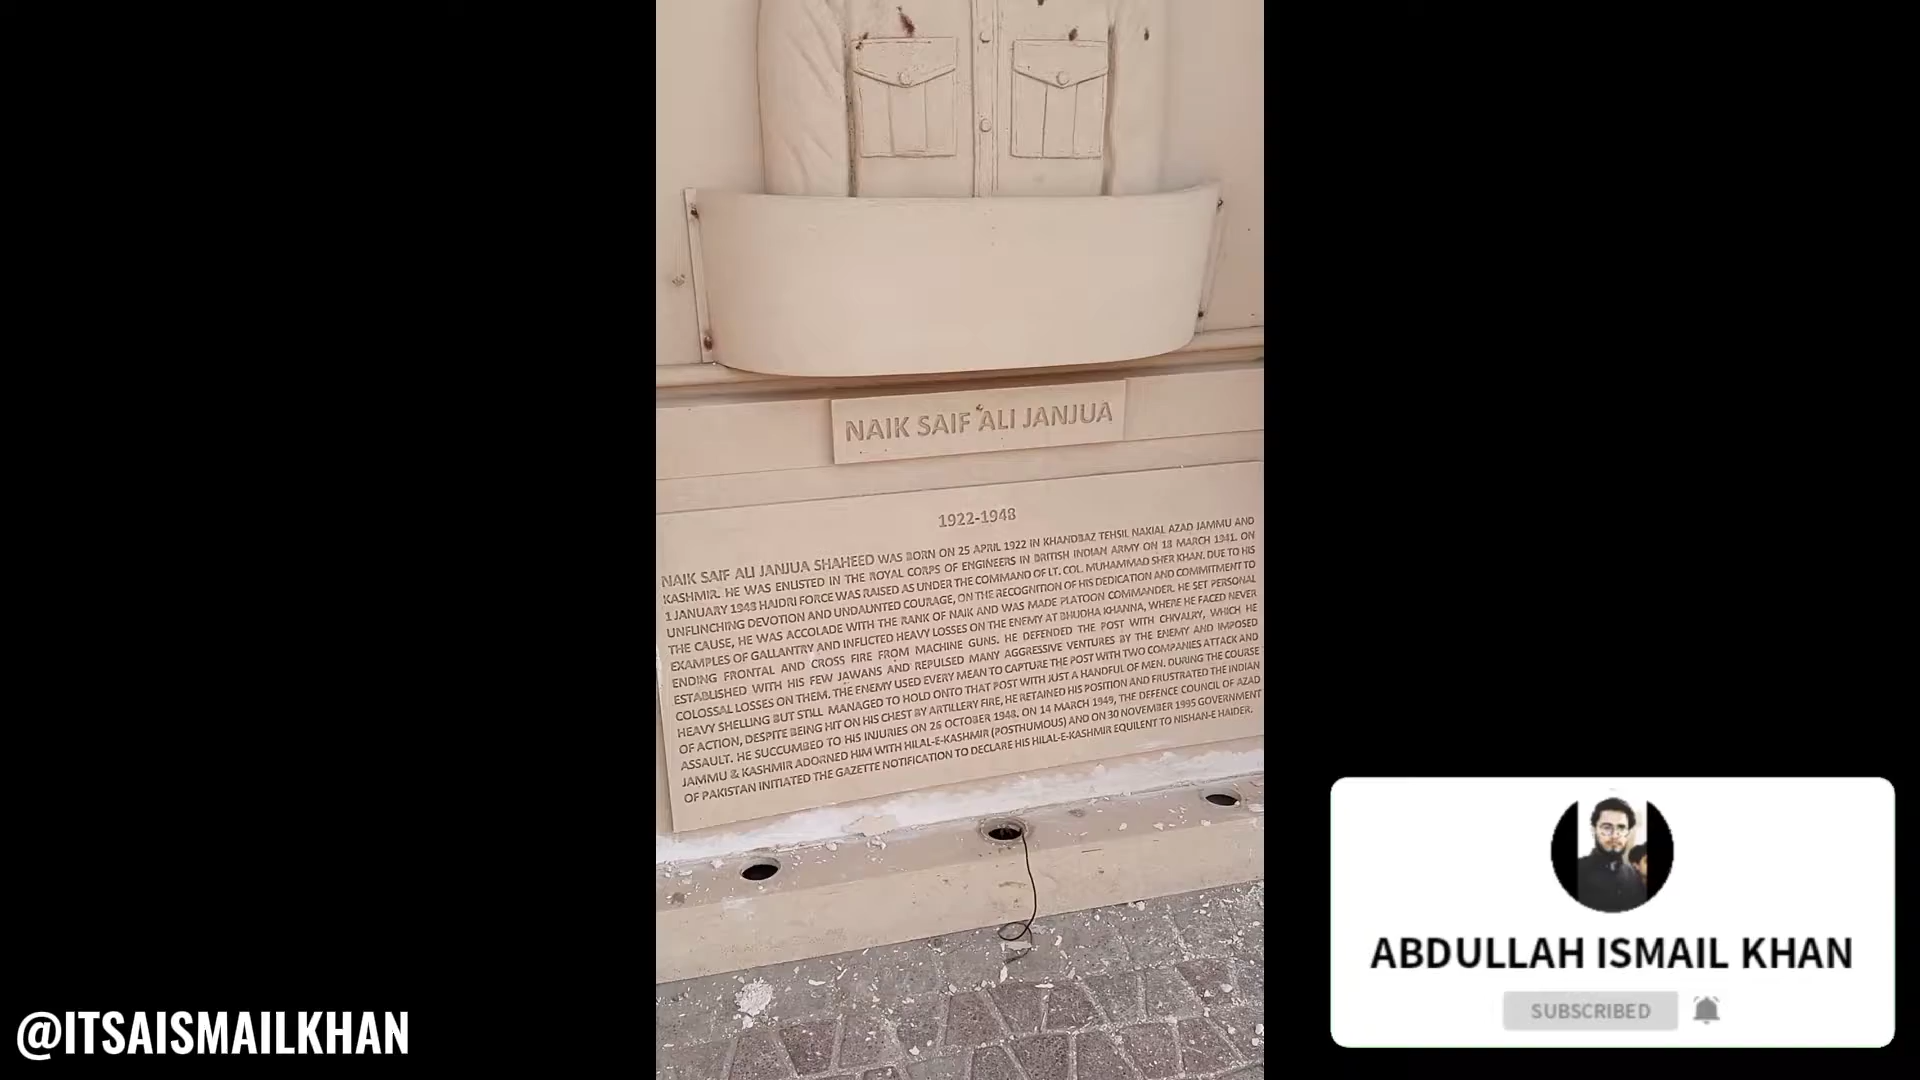 NAIK SAIF ALI JANJUA
1922-1948
NAIK SAIF ALI JANJUA SHAHEED WAS BORN ON 25 APRIL 1922 IN KHANDBAZ TEHSIL NAKIAL AZAD JAMMU AND
KASHMIR. HE WAS ENLISTED IN THE ROYAL CORPS OF ENGINEERS IN BRITISH INDIAN ARMY ON 18 MARCH 1941. ON
1 JANUARY 1948 HAIDRI FORCE WAS RAISED AS UNDER THE COMMAND OF LT. COL. MUHAMMAD SHER KHAN. DUE TO HIS
UNFLINCHING DEVOTION AND UNDAUNTED COURAGE, ON THE RECOGNITION OF HIS DEDICATION AND COMMITMENT TO
THE CAUSE, HE WAS ACCOLADE WITH THE RANK OF NAIK AND WAS MADE PLATOON COMMANDER. HE SET PERSONAL
EXAMPLES OF GALLANTRY AND INFLICTED HEAVY LOSSES ON THE ENEMY AT BHUDHA KHANNA, WHERE HE FACED NEVER
ENDING FRONTAL AND CROSS FIRE FROM MACHINE GUNS. HE DEFENDED THE POST WITH CHIVALRY, WHICH HE
ESTABLISHED WITH HIS FEW JAWANS AND REPULSED MANY AGGRESSIVE VENTURES BY THE ENEMY AND IMPOSED
COLOSSAL LOSSES ON THEM. THE ENEMY USED EVERY MEAN TO CAPTURE THE POST WITH TWO COMPANIES ATTACK AND
HEAVY SHELLING BUT STILL MANAGED TO HOLD ONTO THAT POST WITH JUST A HANDFUL OF MEN. DURING THE COURSE
OF ACTION, DESPITE BEING HIT ON HIS CHEST BY ARTILLERY FIRE, HE RETAINED HIS POSITION AND FRUSTRATED THE INDIAN
ASSAULT. HE SUCCUMBED TO HIS INJURIES ON 26 OCTOBER 1948. ON 14 MARCH 1949, THE DEFENCE COUNCIL OF AZAD
JAMMU & KASHMIR ADORNED HIM WITH HILAL-E-KASHMIR (POSTHUMOUS) AND ON 30 NOVEMBER 1995 GOVERNMENT
OF PAKISTAN INITIATED THE GAZETTE NOTIFICATION TO DECLARE HIS HILAL-E-KASHMIR EQUILENT TO NISHAN-E HAIDER.
@ITSAISMAILKHAN
ABDULLAH ISMAIL KHAN
SUBSCRIBED